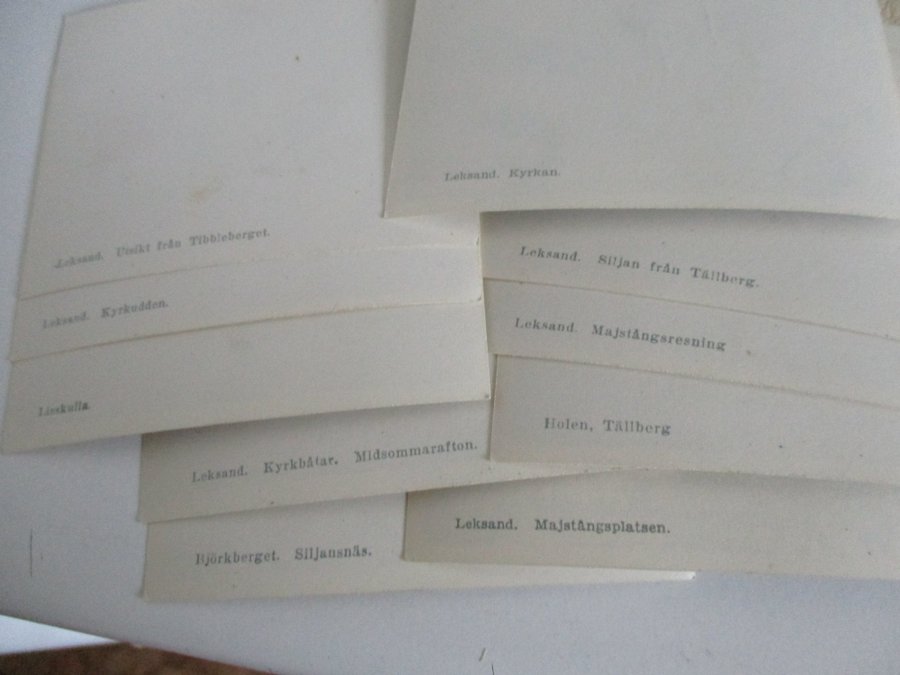 Leksand. Utsikt från Tibbleberget.
Leksand. Kyrkudden.
Lisskulla.
Leksand. Kyrkbåtar. Midsommarafton.
Björkberget. Siljansnäs.
Leksand. Kyrkan.
Leksand. Siljan från Tällberg.
Leksand. Majstångsresning
Holen, Tällberg
Leksand. Majstångsplatsen.